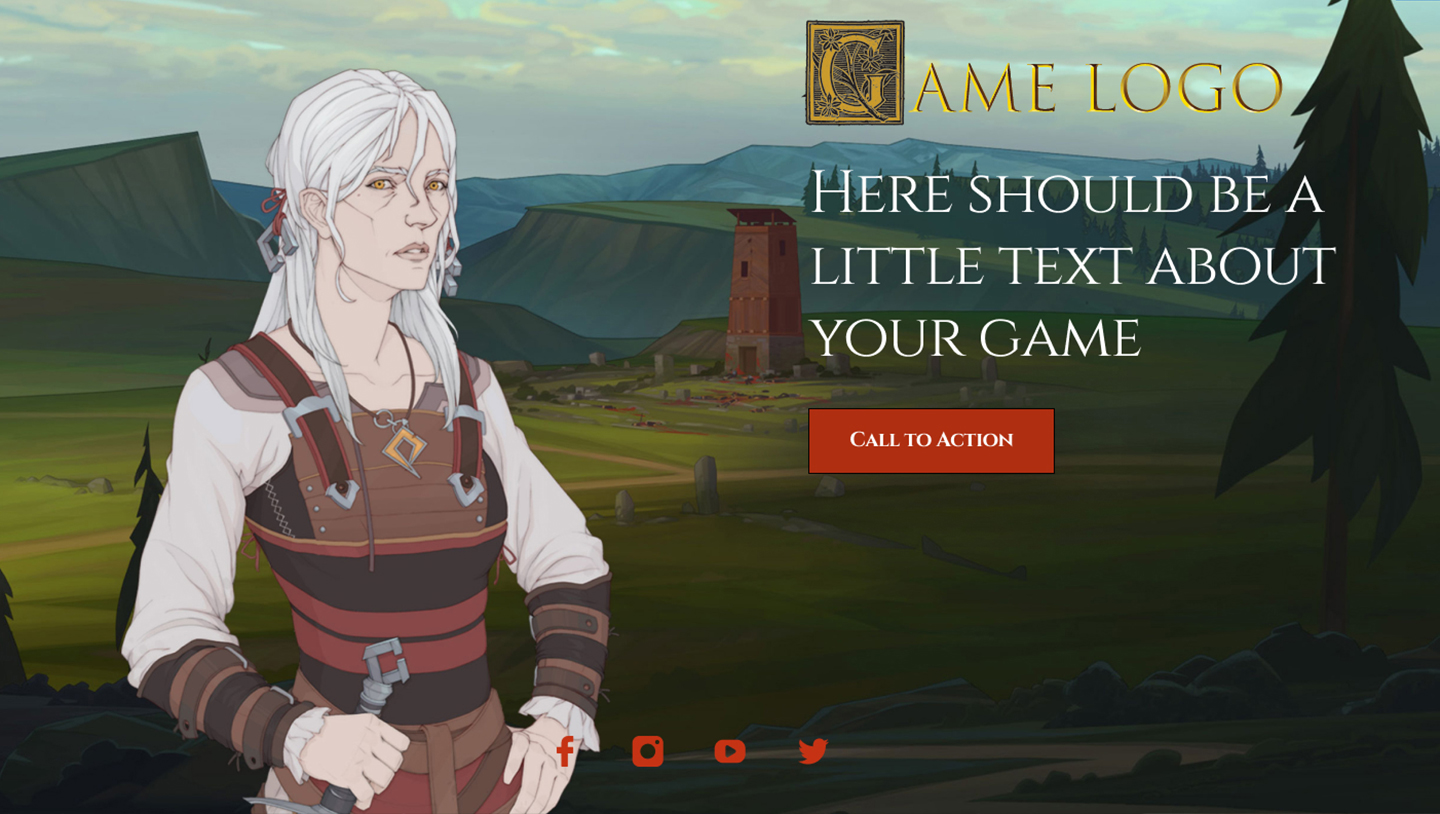 GAME LOGO
HERE SHOULD BE A
LITTLE TEXT ABOUT
YOUR GAME
CALL TO ACTION